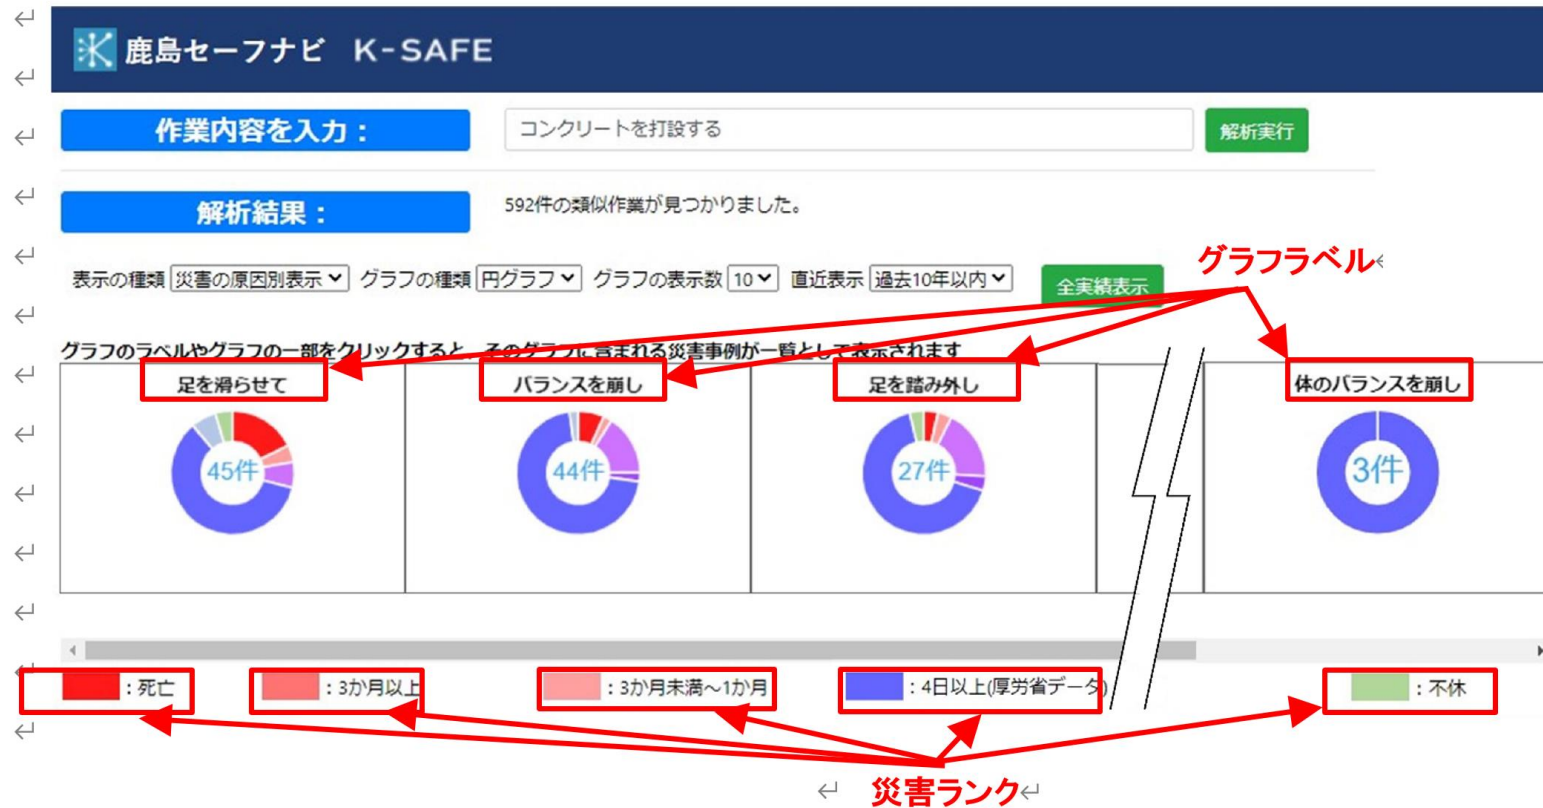 鹿島セーフナビ K-SAFE
作業内容を入力：
コンクリートを打設する
解析実行
解析結果：
592件の類似作業が見つかりました。
グラフラベル
表示の種類 災害の原因別表示 グラフの種類 円グラフ グラフの表示数 10 直近表示 過去10年以内
全実績表示
グラフのラベルやグラフの一部をクリックすると、そのグラフに含まれる災害事例が一覧として表示されます
足を滑らせて
バランスを崩し
足を踏み外し
体のバランスを崩し
45件
44件
27件
3件
：死亡
：3か月以上
：3か月未満～1か月
：4日以上(厚労省データ)
：不休
災害ランク